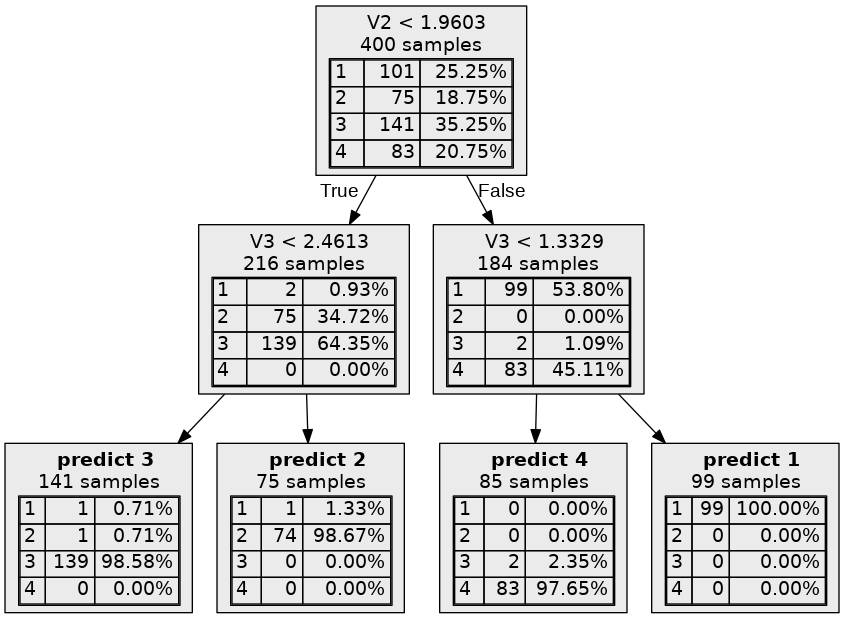 V2 < 1.9603
400 samples
1 101 25.25%
2 75 18.75%
3 141 35.25%
4 83 20.75%
True
False
V3 < 2.4613
216 samples
1 2 0.93%
2 75 34.72%
3 139 64.35%
4 0 0.00%
V3 < 1.3329
184 samples
1 99 53.80%
2 0 0.00%
3 2 1.09%
4 83 45.11%
predict 3
141 samples
1 1 0.71%
2 1 0.71%
3 139 98.58%
4 0 0.00%
predict 2
75 samples
1 1 1.33%
2 74 98.67%
3 0 0.00%
4 0 0.00%
predict 4
85 samples
1 0 0.00%
2 0 0.00%
3 2 2.35%
4 83 97.65%
predict 1
99 samples
1 99 100.00%
2 0 0.00%
3 0 0.00%
4 0 0.00%